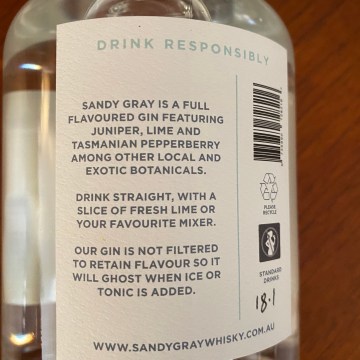 DRINK RESPONSIBLY
SANDY GRAY IS A FULL
FLAVOURED GIN FEATURING
JUNIPER, LIME AND
TASMANIAN PEPPERBERRY
AMONG OTHER LOCAL AND
EXOTIC BOTANICALS.
DRINK STRAIGHT, WITH A
SLICE OF FRESH LIME OR
YOUR FAVOURITE MIXER.
OUR GIN IS NOT FILTERED
TO RETAIN FLAVOUR SO IT
WILL GHOST WHEN ICE OR
TONIC IS ADDED.
WWW.SANDYGRAYWHISKY.COM.AU
PLEASE
RECYCLE
STANDARD
DRINKS
18.1